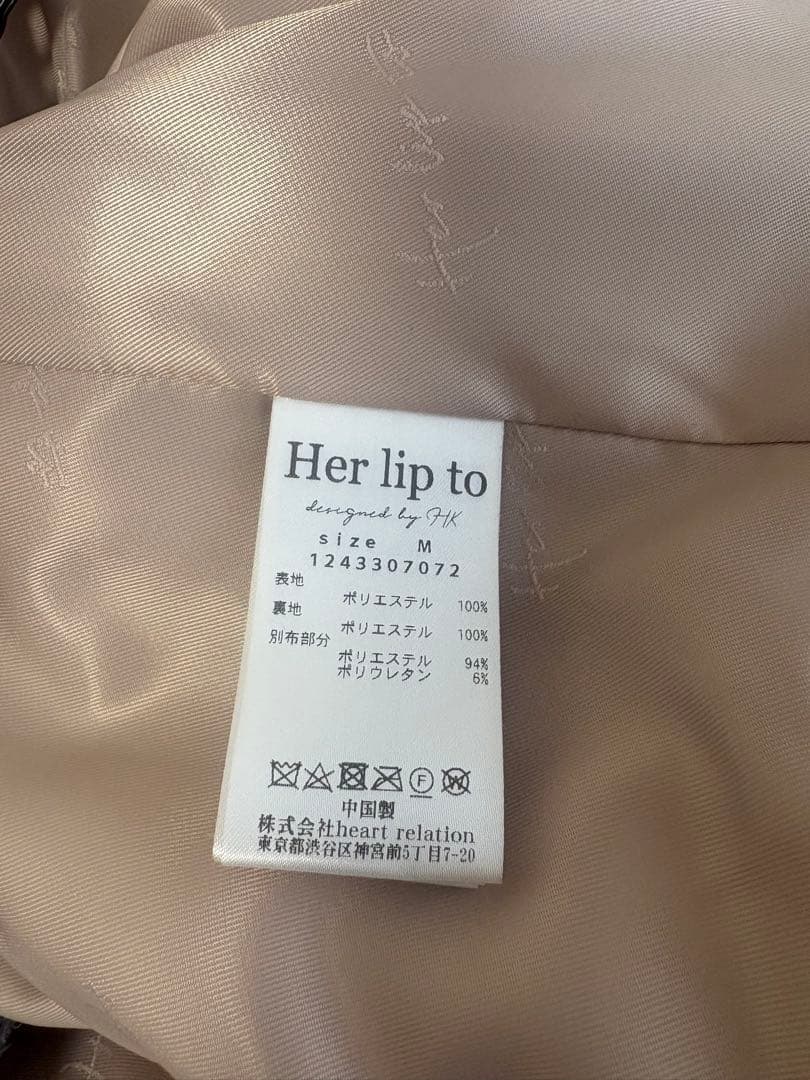 Her lip to
designed by HK
size M
1243307072
表地
ポリエステル 100%
裏地
ポリエステル 100%
別布部分
ポリエステル 94%
ポリウレタン 6%
F
W
中国製
株式会社heart relation
東京都渋谷区神宮前5丁目7-20